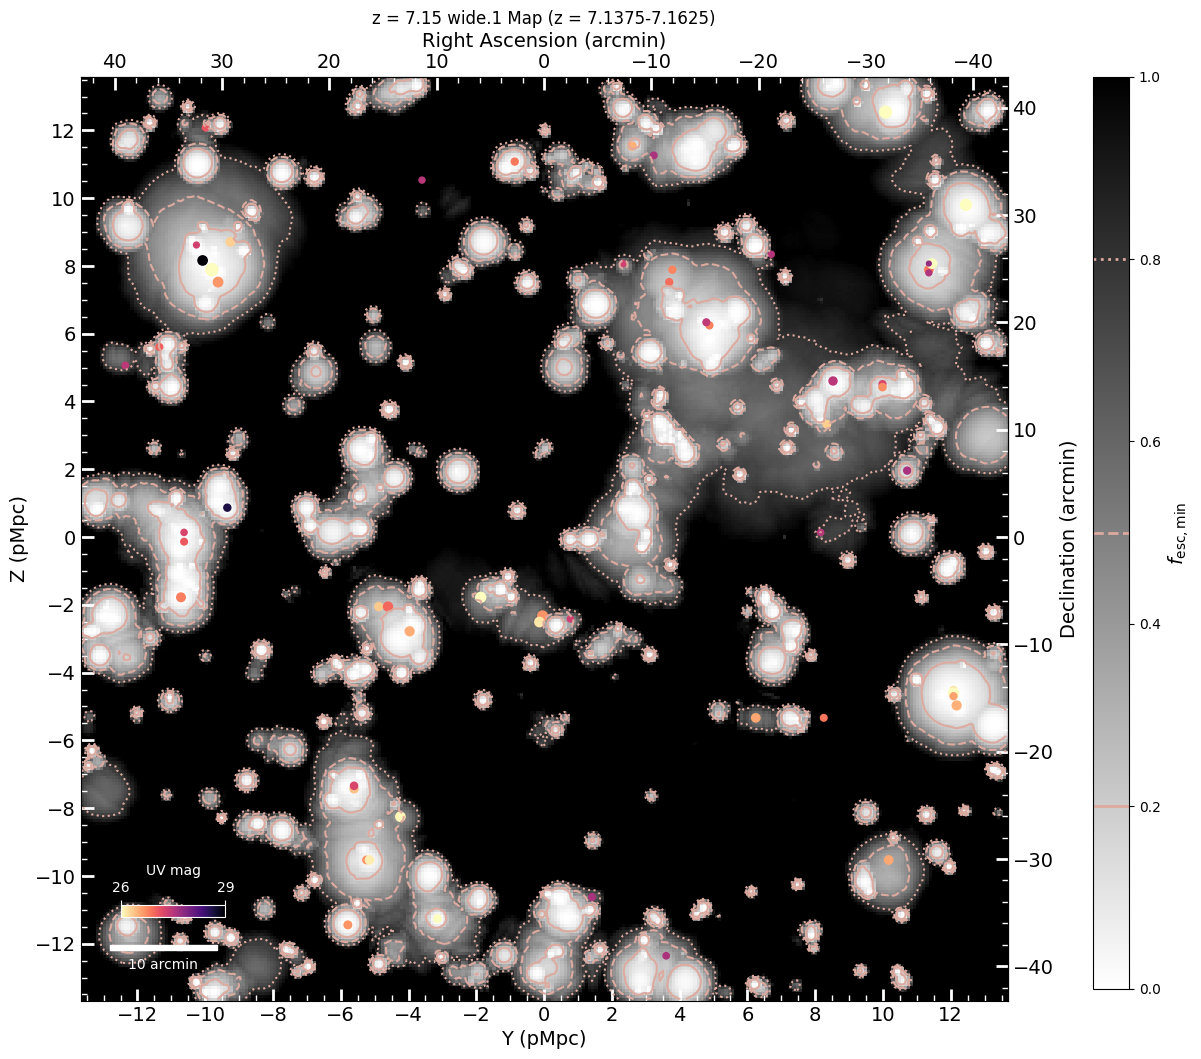 z = 7.15 wide.1 Map (z = 7.1375-7.1625)
Right Ascension (arcmin)
40 30 20 10 0 −10 −20 −30 −40
12
10
8
6
4
2
0
−2
−4
−6
−8
−10
−12
Z (pMpc)
UV mag
26 29
10 arcmin
−12 −10 −8 −6 −4 −2 0 2 4 6 8 10 12
Y (pMpc)
40
30
20
10
0
−10
−20
−30
−40
Declination (arcmin)
1.0
0.8
0.6
0.4
0.2
0.0
fesc,min